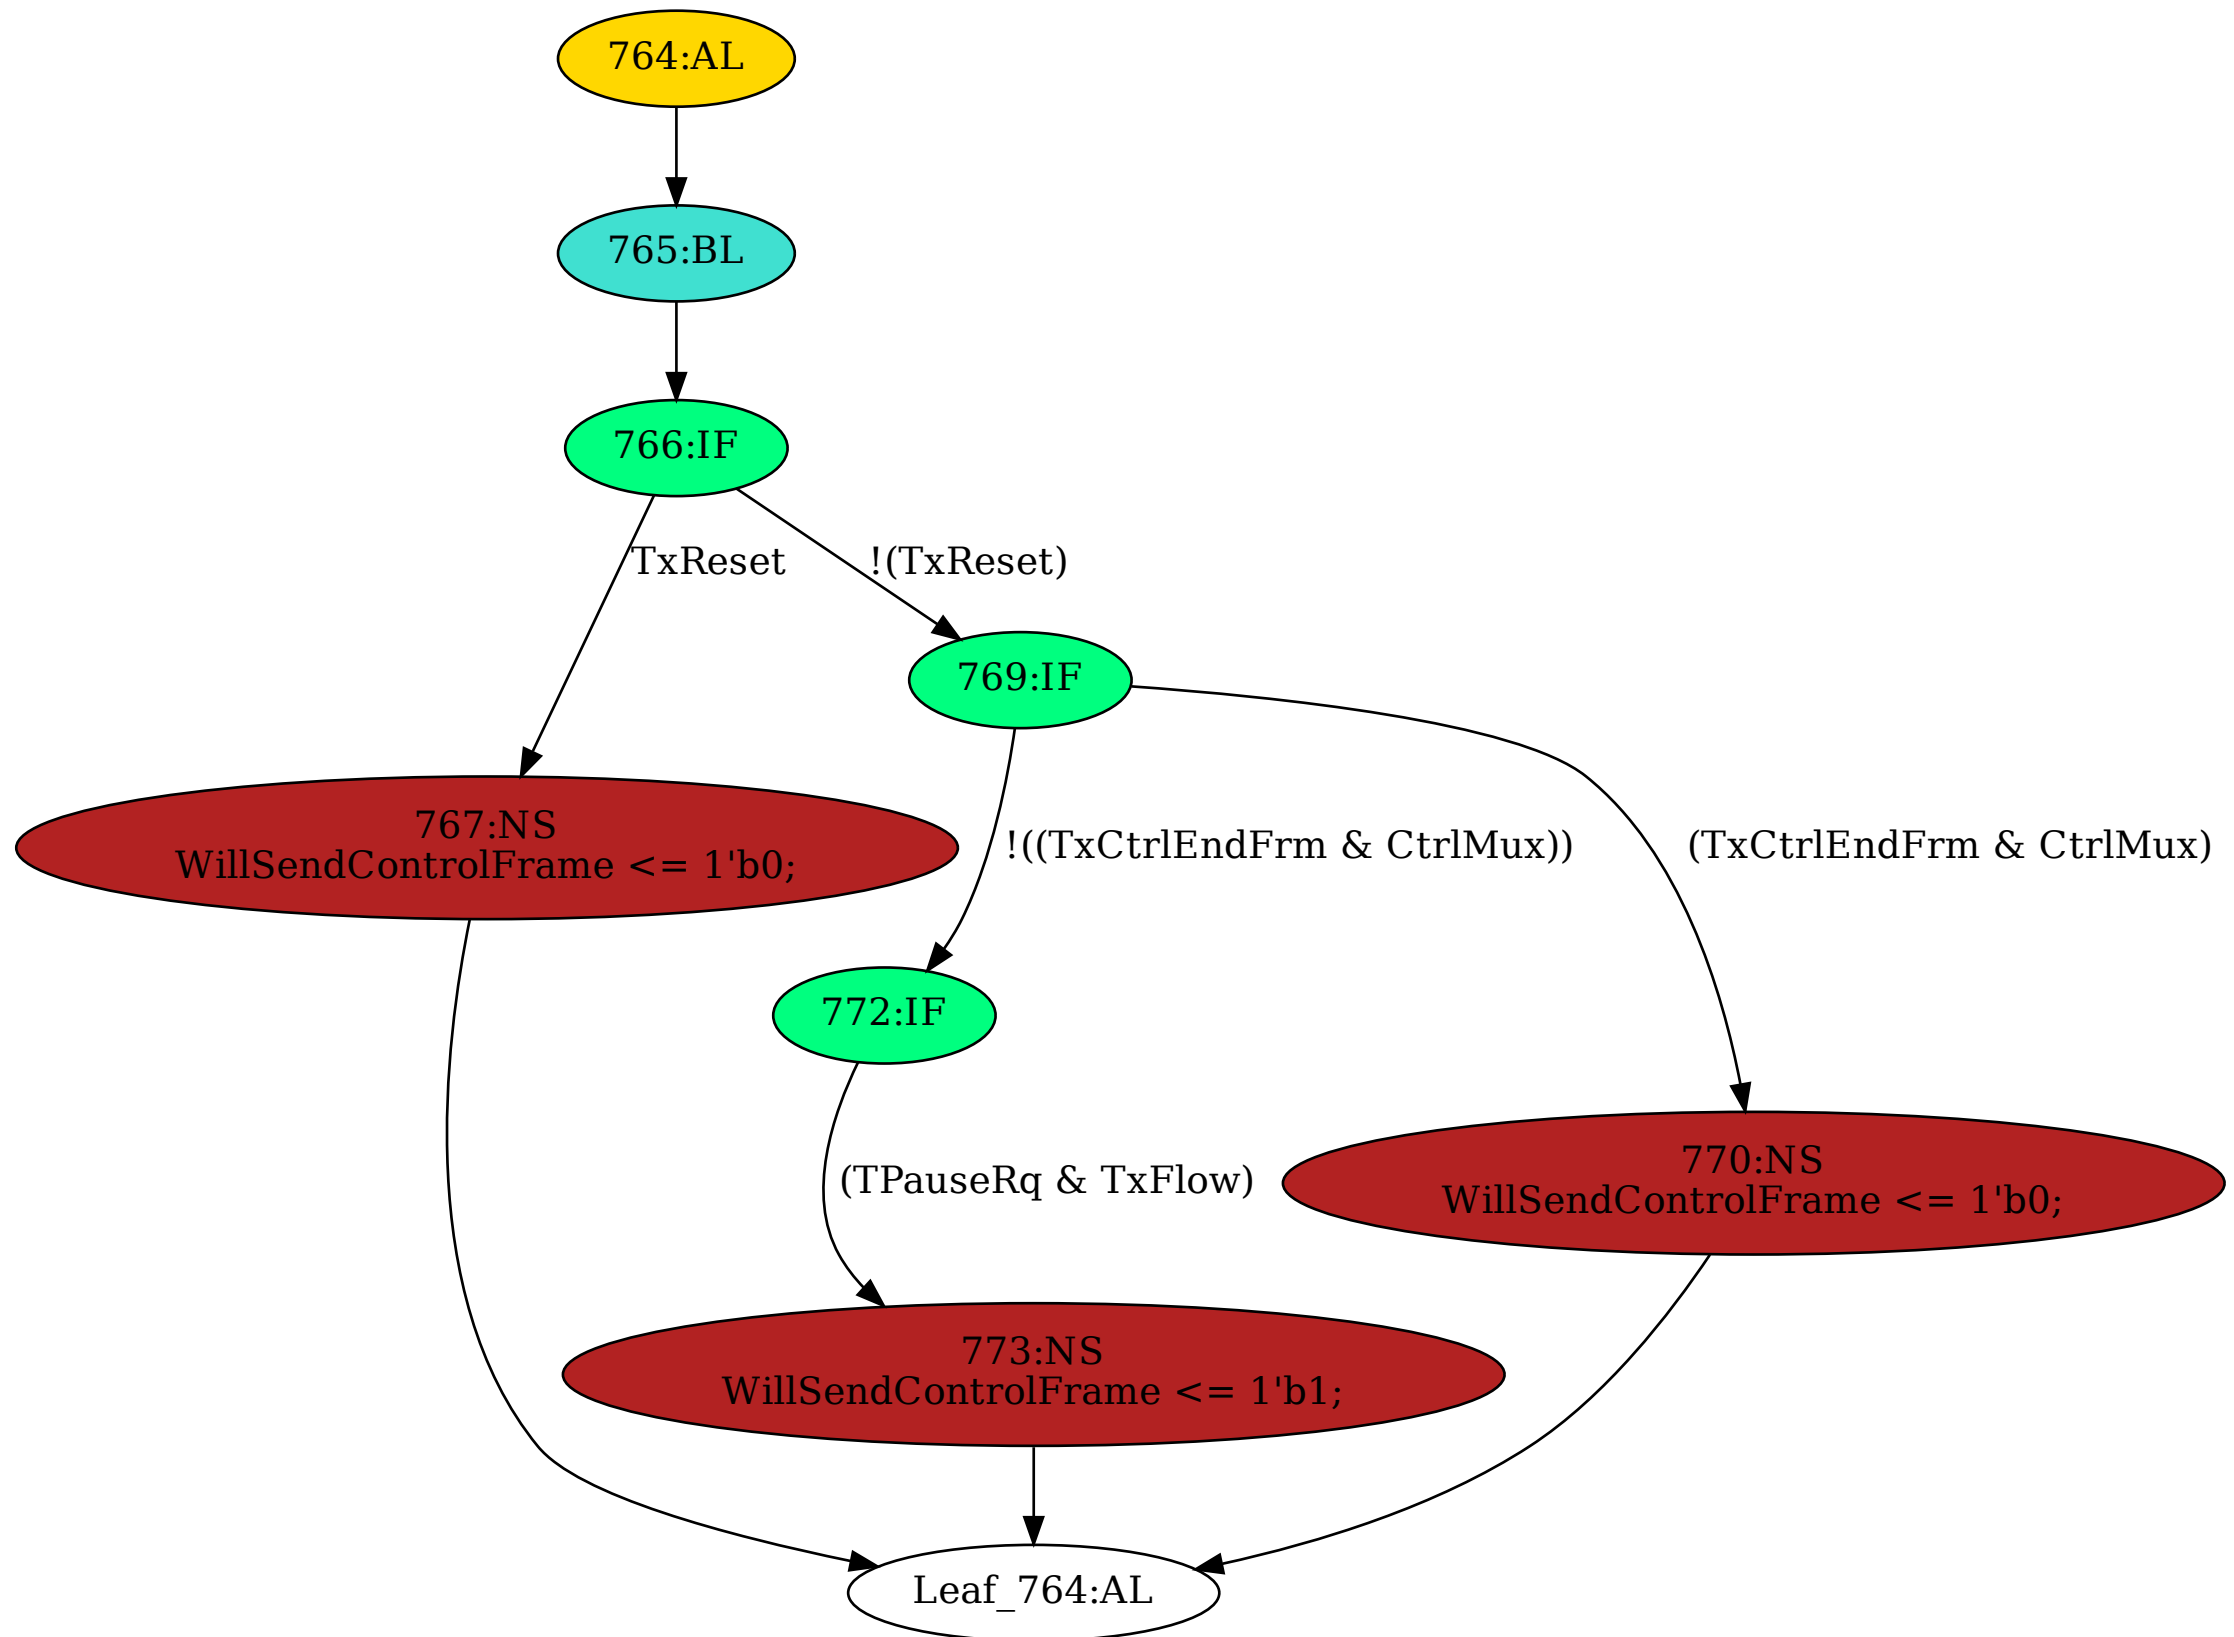 764:AL
765:BL
766:IF
TxReset
!(TxReset)
769:IF
767:NS
WillSendControlFrame <= 1'b0;
!((TxCtrlEndFrm & CtrlMux))
(TxCtrlEndFrm & CtrlMux)
772:IF
(TPauseRq & TxFlow)
770:NS
WillSendControlFrame <= 1'b0;
773:NS
WillSendControlFrame <= 1'b1;
Leaf_764:AL